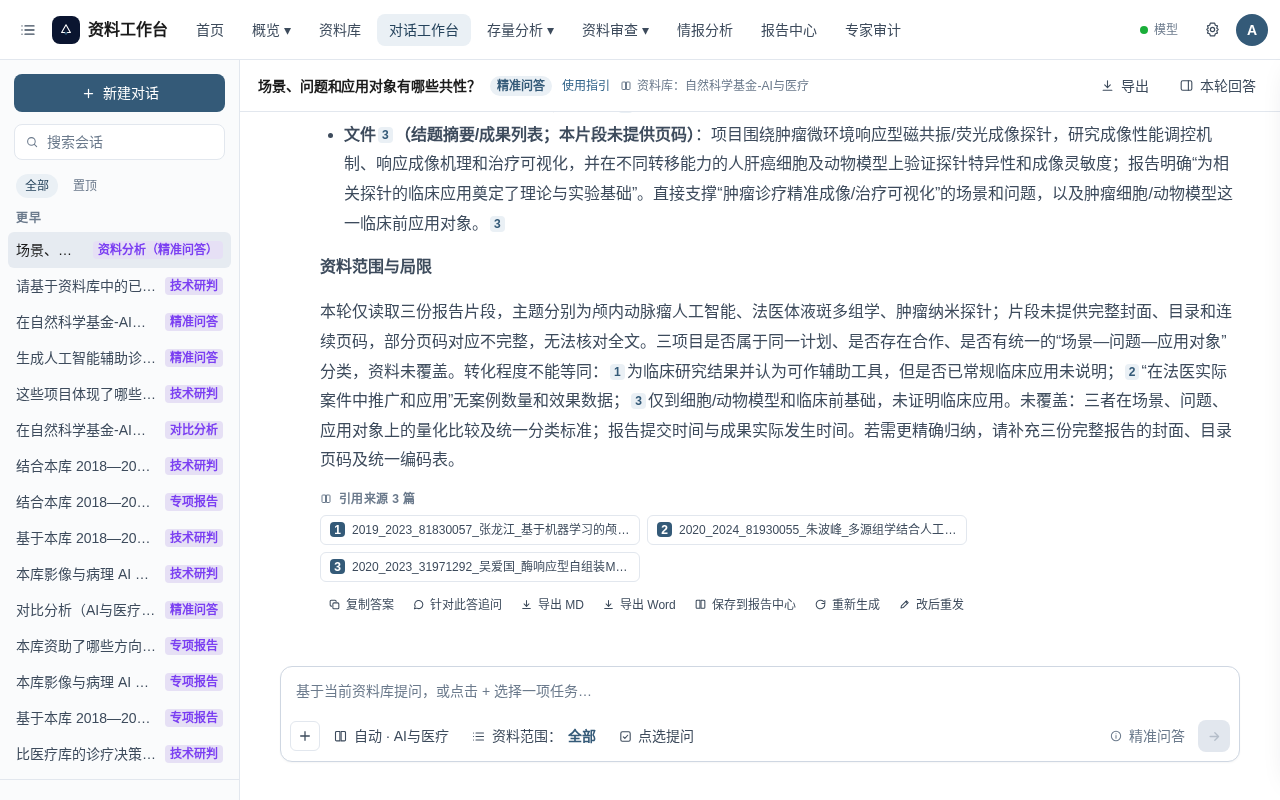 资料工作台
首页
概览 ▾
资料库
对话工作台
存量分析 ▾
资料审查 ▾
情报分析
报告中心
专家审计
模型
A
+ 新建对话
搜索会话
全部
置顶
更早
场景、… 资料分析（精准问答）
请基于资料库中的已… 技术研判
在自然科学基金-AI… 精准问答
生成人工智能辅助诊… 精准问答
这些项目体现了哪些… 技术研判
在自然科学基金-AI… 对比分析
结合本库 2018—20… 技术研判
结合本库 2018—20… 专项报告
基于本库 2018—20… 技术研判
本库影像与病理 AI … 技术研判
对比分析（AI与医疗… 精准问答
本库资助了哪些方向… 专项报告
本库影像与病理 AI … 专项报告
基于本库 2018—20… 专项报告
比医疗库的诊疗决策… 技术研判
场景、问题和应用对象有哪些共性？
精准问答
使用指引
资料库：自然科学基金-AI与医疗
导出
本轮回答
• 文件 3 （结题摘要/成果列表；本片段未提供页码）：项目围绕肿瘤微环境响应型磁共振/荧光成像探针，研究成像性能调控机
制、响应成像机理和治疗可视化，并在不同转移能力的人肝癌细胞及动物模型上验证探针特异性和成像灵敏度；报告明确“为相
关探针的临床应用奠定了理论与实验基础”。直接支撑“肿瘤诊疗精准成像/治疗可视化”的场景和问题，以及肿瘤细胞/动物模型这
一临床前应用对象。 3
资料范围与局限
本轮仅读取三份报告片段，主题分别为颅内动脉瘤人工智能、法医体液斑多组学、肿瘤纳米探针；片段未提供完整封面、目录和连
续页码，部分页码对应不完整，无法核对全文。三项目是否属于同一计划、是否存在合作、是否有统一的“场景—问题—应用对象”
分类，资料未覆盖。转化程度不能等同： 1 为临床研究结果并认为可作辅助工具，但是否已常规临床应用未说明； 2 “在法医实际
案件中推广和应用”无案例数量和效果数据； 3 仅到细胞/动物模型和临床前基础，未证明临床应用。未覆盖：三者在场景、问题、
应用对象上的量化比较及统一分类标准；报告提交时间与成果实际发生时间。若需更精确归纳，请补充三份完整报告的封面、目录
页码及统一编码表。
引用来源 3 篇
1 2019_2023_81830057_张龙江_基于机器学习的颅…
2 2020_2024_81930055_朱波峰_多源组学结合人工…
3 2020_2023_31971292_吴爱国_酶响应型自组装M…
复制答案
针对此答追问
导出 MD
导出 Word
保存到报告中心
重新生成
改后重发
基于当前资料库提问，或点击 + 选择一项任务…
+
自动 · AI与医疗
资料范围： 全部
点选提问
精准问答